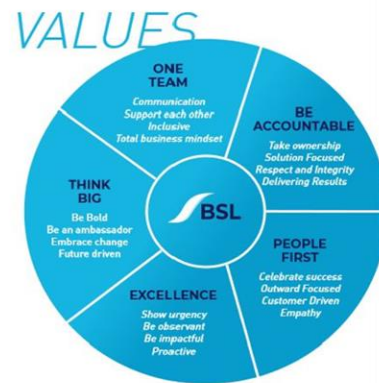 VALUES
ONE
TEAM
Communication
Support each other
Inclusive
Total business mindset
BE
ACCOUNTABLE
Take ownership
Solution Focused
Respect and Integrity
Delivering Results
PEOPLE
FIRST
Celebrate success
Outward Focused
Customer Driven
Empathy
EXCELLENCE
Show urgency
Be observant
Be impactful
Proactive
THINK
BIG
Be Bold
Be an ambassador
Embrace change
Future driven
BSL